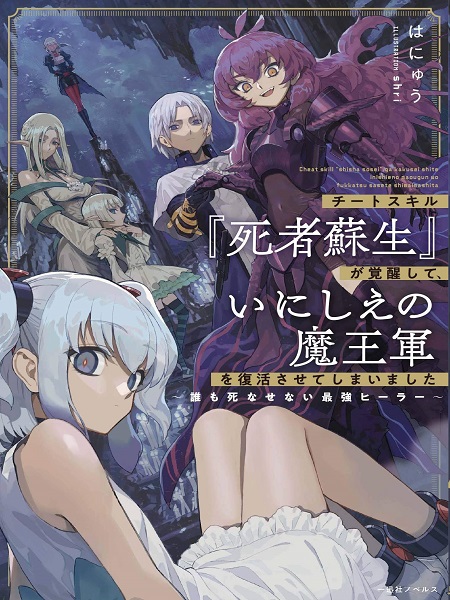 はにゅう
ILLUSTRATION shri
Cheat skill "shisha sosei" ga kakusei shite
inishieno maougun wo
fukkatsu sasete shimaimashita
チートスキル
『死者蘇生』
が覚醒して、
いにしえの
魔王軍
を復活させてしまいました
～誰も死なせない最強ヒーラー～
一迅社ノベルス